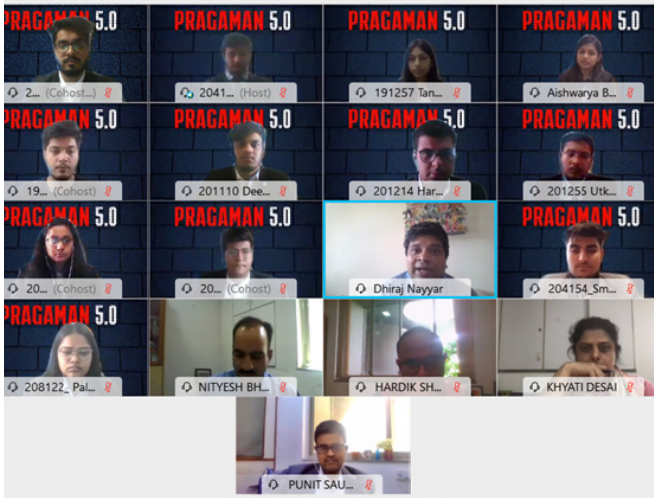 PRAGAMAN 5.0 PRAGAMAN 5.0 PRAGAMAN 5.0 PRAGAMAN 5.0
2... (Cohost...) 2041... (Host) 191257 Tan... Aishwarya B...
PRAGAMAN 5.0 PRAGAMAN 5.0 PRAGAMAN 5.0 PRAGAMAN 5.0
19... (Cohost) 201110 Dee... 201214 Har... 201255 Utk...
PRAGAMAN 5.0 PRAGAMAN 5.0 PRAGAMAN 5.0
20... (Cohost) 20... (Cohost) Dhiraj Nayyar 204154_Sm...
PRAGAMAN 5.0
208122_ Pal... NITYESH BH... HARDIK SH... KHYATI DESAI
PUNIT SAU...